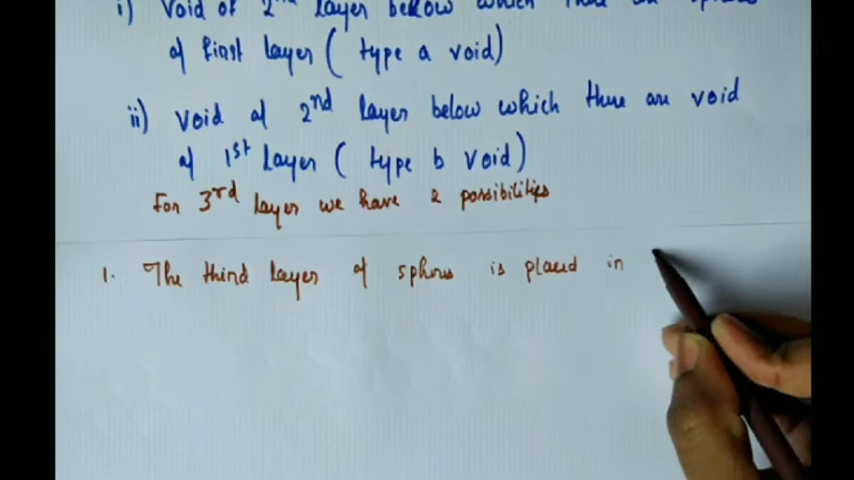 i) Void of 2nd layer below which there are sphere
of first layer ( type a void)
ii) Void of 2nd layer below which there are void
of 1st layer ( type b void)
For 3rd layer we have 2 possibilities
1. The third layer of spheres is placed in